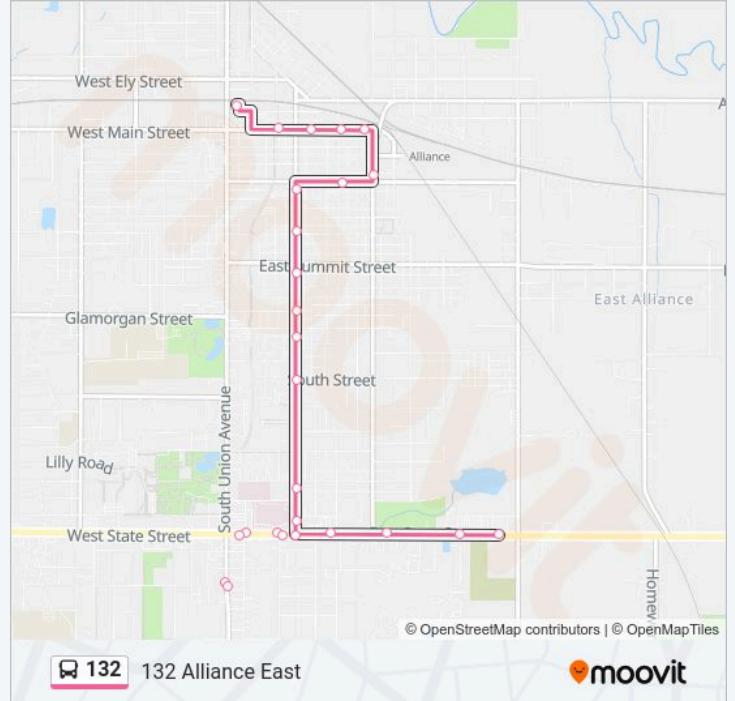 West Ely Street
A
West Main Street
Alliance
East Summit Street
East Alliance
Glamorgan Street
South Street
South Union Avenue
Lilly Road
West State Street
Homew
© OpenStreetMap contributors | © OpenMapTiles
132
132 Alliance East
moovit
moovit